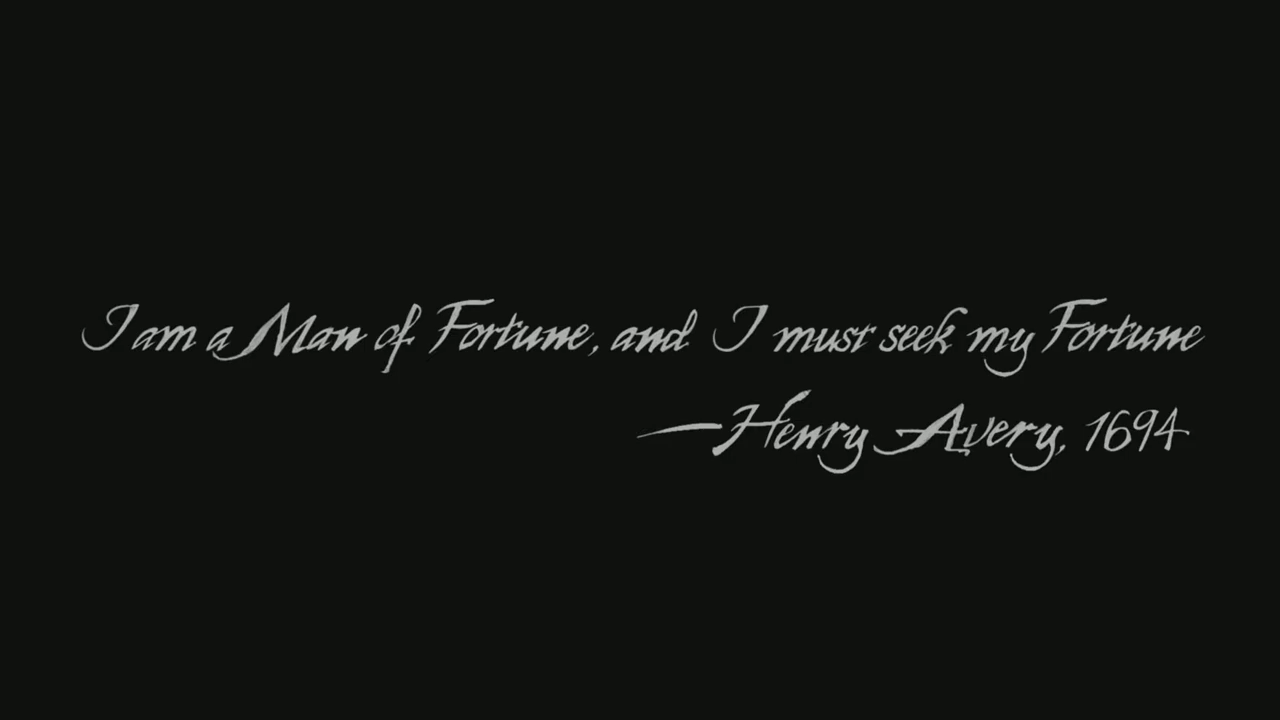 I am a Man of Fortune, and I must seek my Fortune
—Henry Avery, 1694